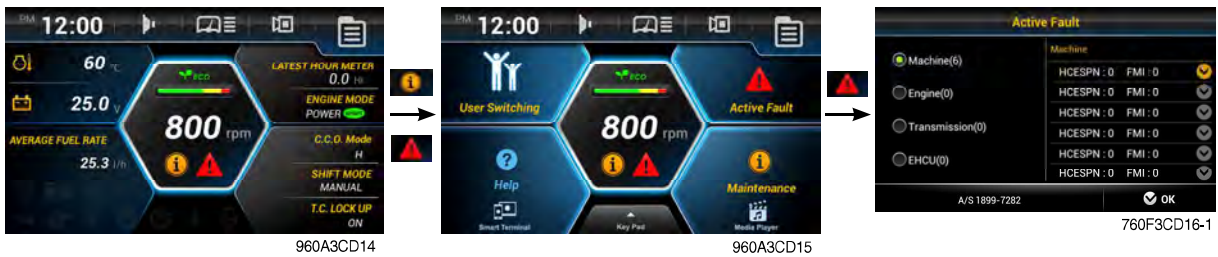 PM 12:00
60 ℃
25.0 V
AVERAGE FUEL RATE
25.3 l/h
eco
800 rpm
LATEST HOUR METER
0.0 Hr
ENGINE MODE
POWER
C.C.O. Mode
H
SHIFT MODE
MANUAL
T.C. LOCK UP
ON
960A3CD14
PM 12:00
User Switching
Help
Smart Terminal
eco
800 rpm
Key Pad
Active Fault
Maintenance
Media Player
960A3CD15
Active Fault
Machine(6)
Engine(0)
Transmission(0)
EHCU(0)
Machine
HCESPN : 0 FMI : 0
HCESPN : 0 FMI : 0
HCESPN : 0 FMI : 0
HCESPN : 0 FMI : 0
HCESPN : 0 FMI : 0
HCESPN : 0 FMI : 0
A/S 1899-7282
OK
760F3CD16-1